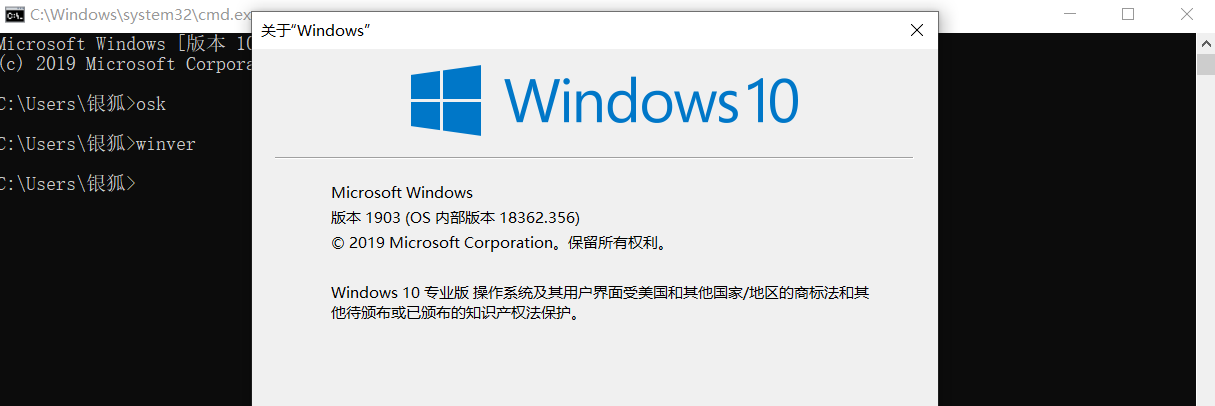 C:\Windows\system32\cmd.ex
Microsoft Windows [版本 10
(c) 2019 Microsoft Corpora
C:\Users\银狐>osk
C:\Users\银狐>winver
C:\Users\银狐>
关于“Windows”
Windows 10
Microsoft Windows
版本 1903 (OS 内部版本 18362.356)
© 2019 Microsoft Corporation。保留所有权利。
Windows 10 专业版 操作系统及其用户界面受美国和其他国家/地区的商标法和其
他待颁布或已颁布的知识产权法保护。